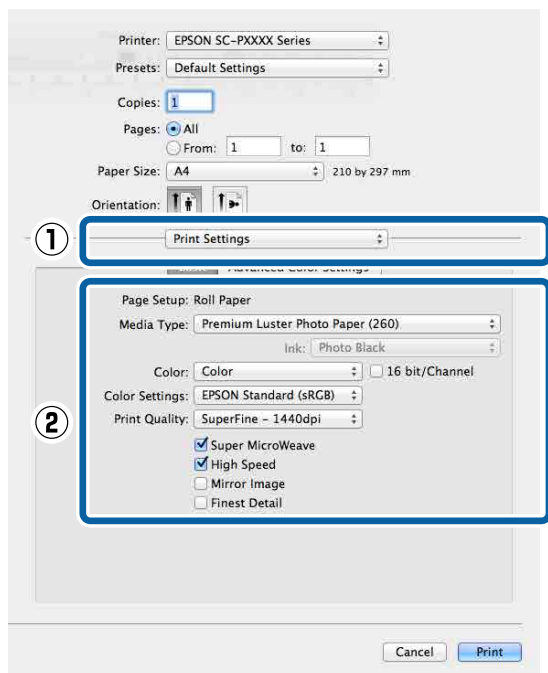 Printer: EPSON SC-PXXXX Series
Presets: Default Settings
Copies: 1
Pages: All
From: 1 to: 1
Paper Size: A4 210 by 297 mm
Orientation:
① Print Settings
Advanced Color Settings
Page Setup: Roll Paper
Media Type: Premium Luster Photo Paper (260)
Ink: Photo Black
Color: Color 16 bit/Channel
Color Settings: EPSON Standard (sRGB)
② Print Quality: SuperFine – 1440dpi
Super MicroWeave
High Speed
Mirror Image
Finest Detail
Cancel Print